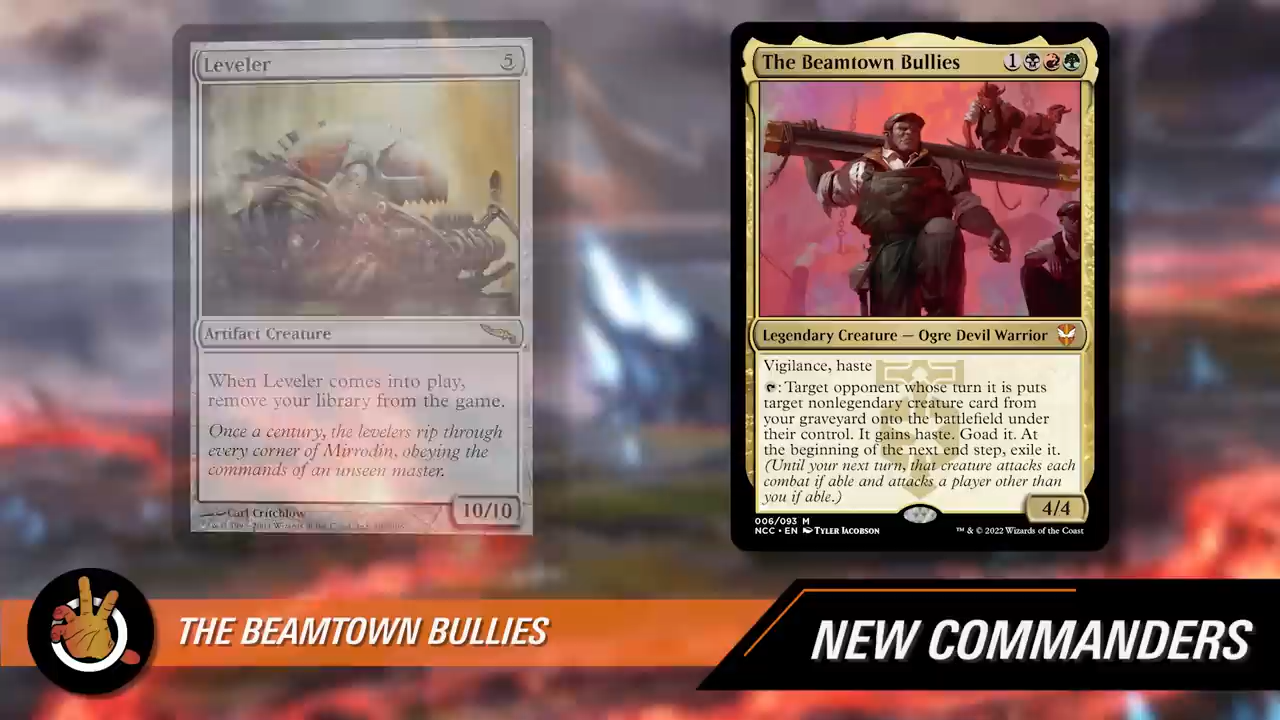 Leveler 5
Artifact Creature
When Leveler comes into play,
remove your library from the game.
Once a century, the levelers rip through
every corner of Mirrodin, obeying the
commands of an unseen master.
Carl Critchlow
10/10
The Beamtown Bullies 1
Legendary Creature — Ogre Devil Warrior
Vigilance, haste
: Target opponent whose turn it is puts
target nonlegendary creature card from
your graveyard onto the battlefield under
their control. It gains haste. Goad it. At
the beginning of the next end step, exile it.
(Until your next turn, that creature attacks each
combat if able and attacks a player other than
you if able.)
4/4
006/093 M
NCC • EN Tyler Jacobson
™ & © 2022 Wizards of the Coast
THE BEAMTOWN BULLIES
NEW COMMANDERS